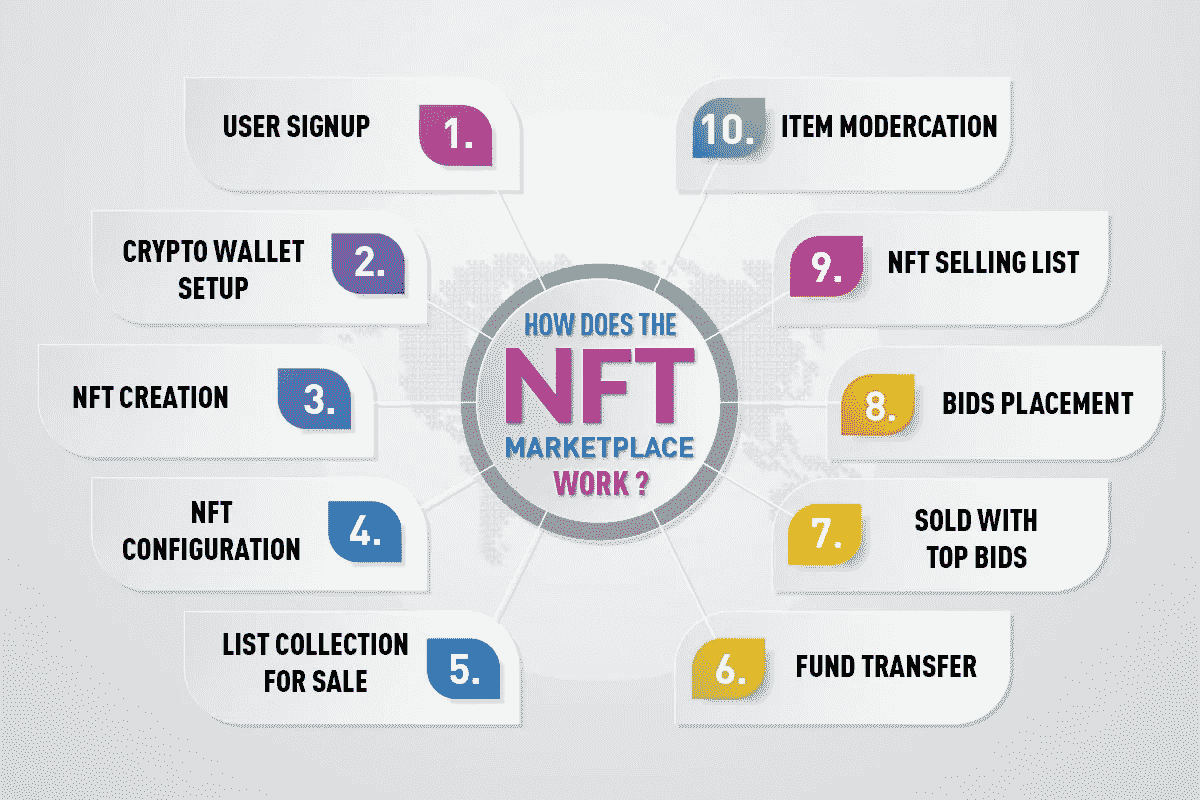 USER SIGNUP
1.
CRYPTO WALLET
SETUP
2.
NFT CREATION
3.
NFT
CONFIGURATION
4.
LIST COLLECTION
FOR SALE
5.
HOW DOES THE
NFT
MARKETPLACE
WORK ?
10.
ITEM MODERCATION
9.
NFT SELLING LIST
8.
BIDS PLACEMENT
7.
SOLD WITH
TOP BIDS
6.
FUND TRANSFER